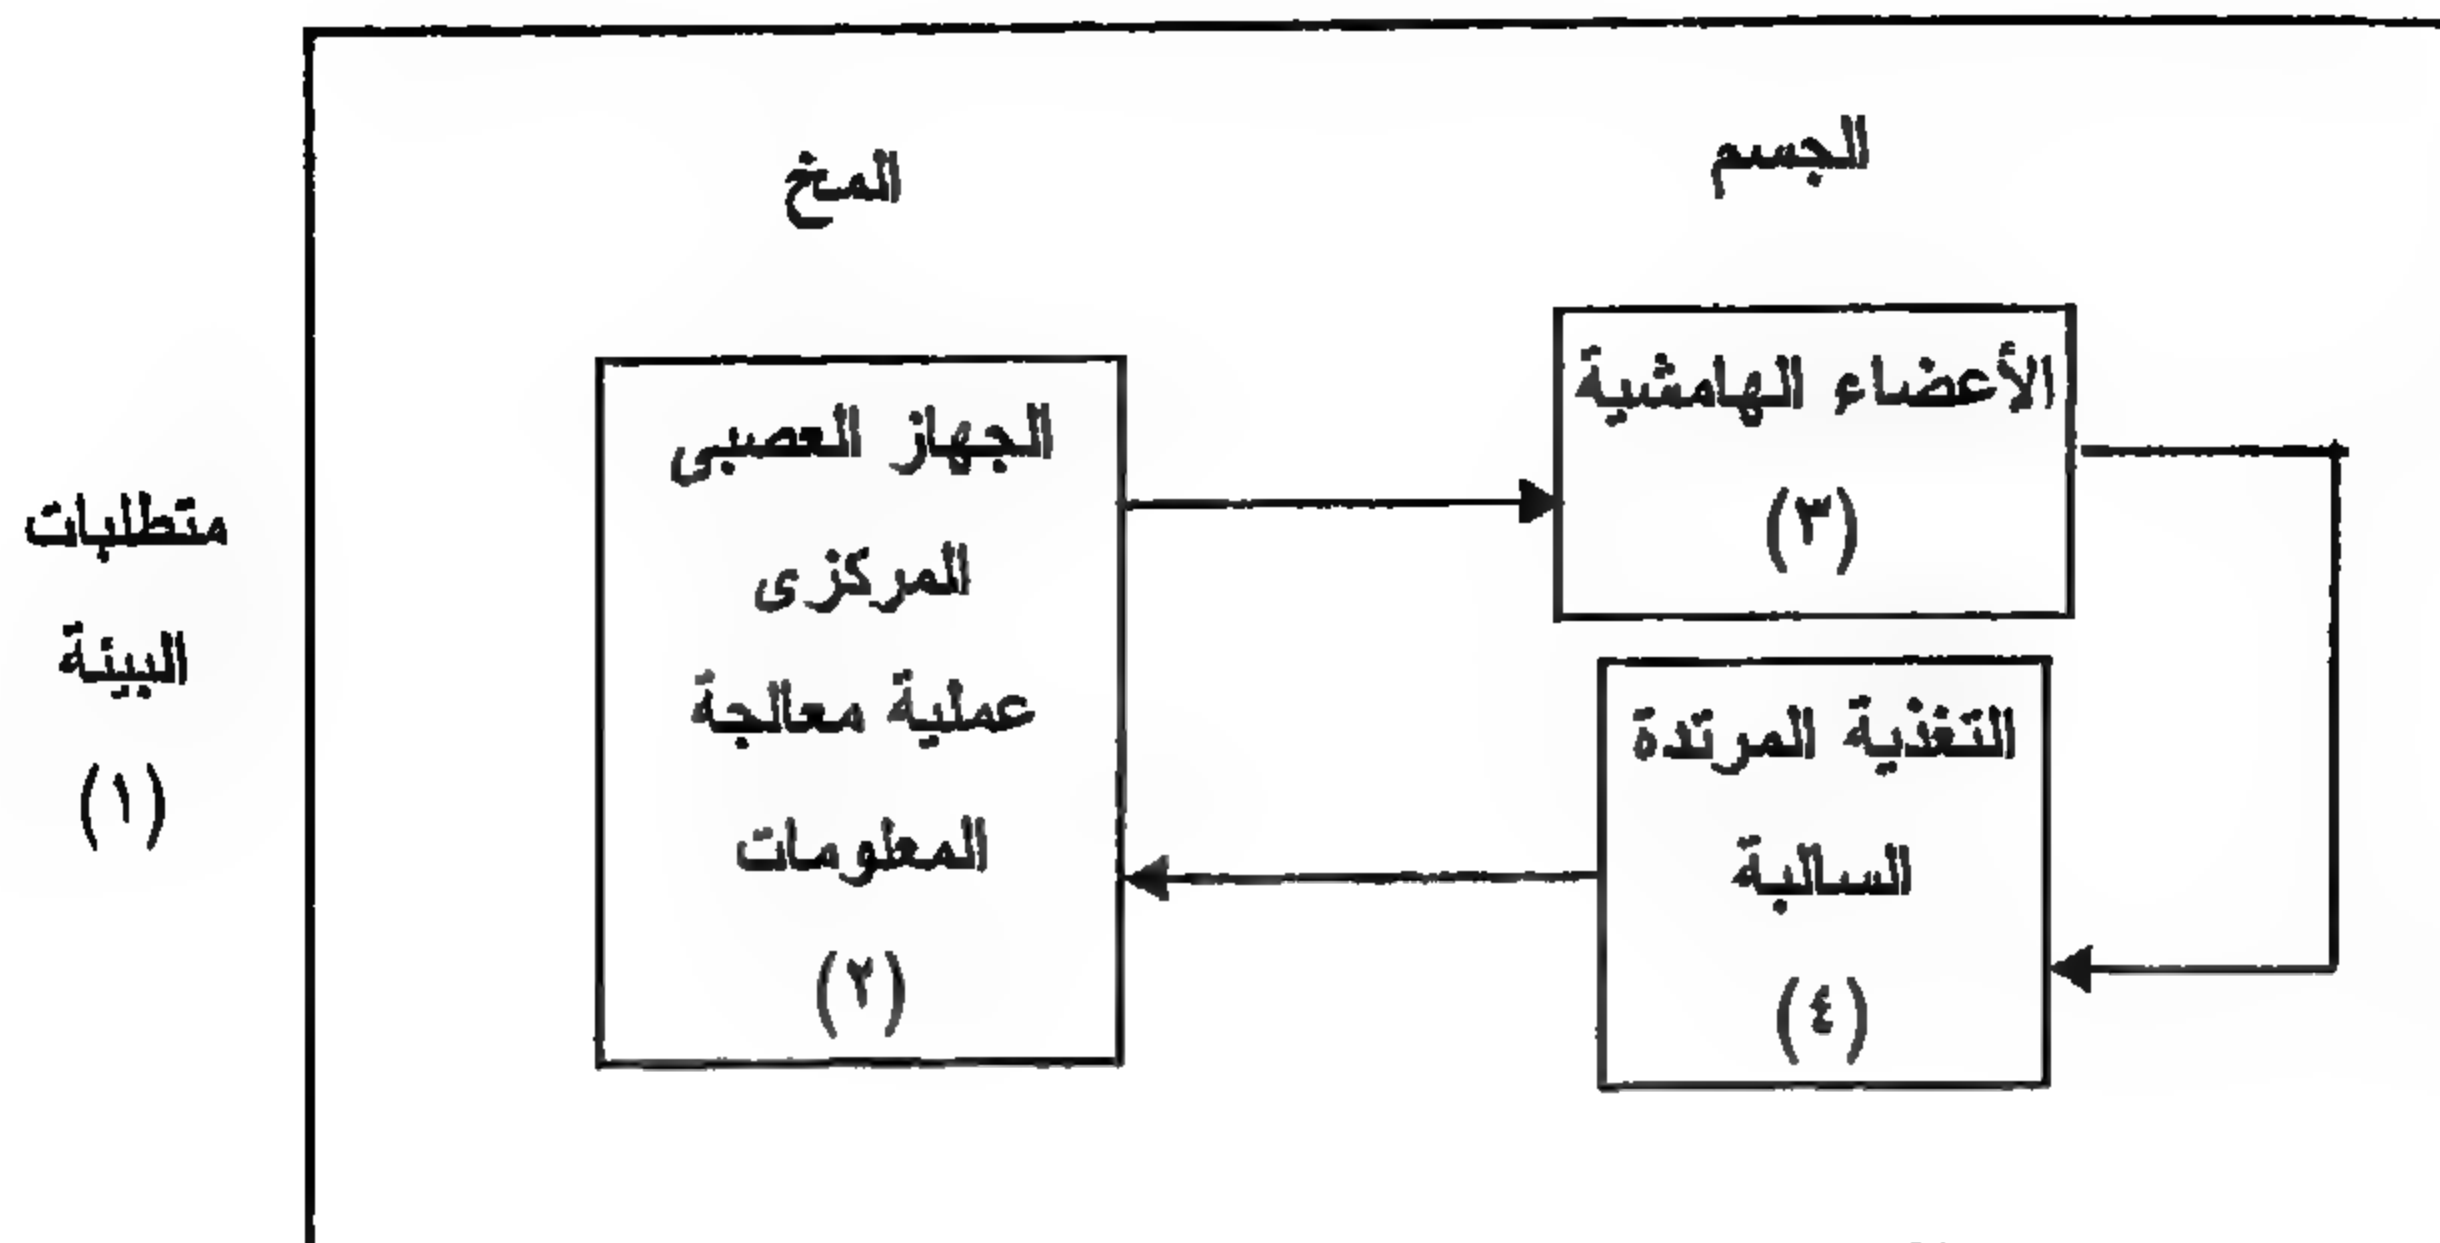 الجسم
المخ
الأعضاء الهامشية
(٣)
الجهاز العصبى
المركزى
عملية معالجة
المعلومات
(٢)
التغذية المرتدة
السالبة
(٤)
متطلبات
البيئة
(١)